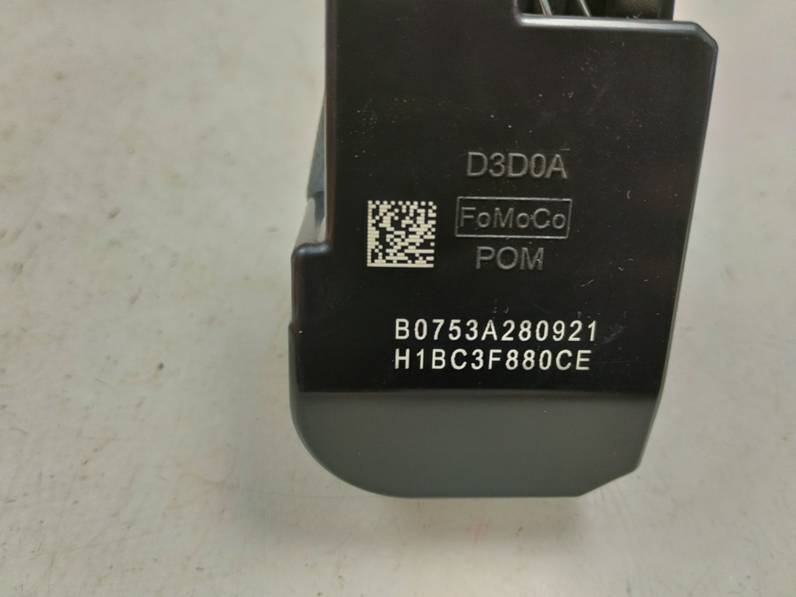 D3D0A
FoMoCo
POM
B0753A280921
H1BC3F880CE